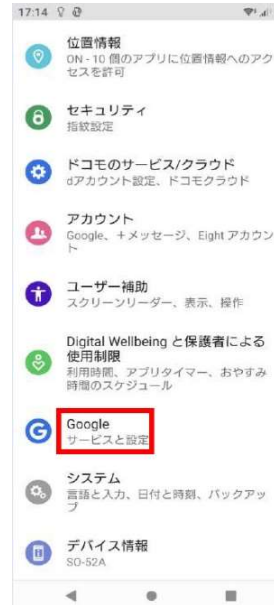 17:14
位置情報
ON - 10 個のアプリに位置情報へのアク
セスを許可
セキュリティ
指紋設定
ドコモのサービス/クラウド
dアカウント設定、ドコモクラウド
アカウント
Google、＋メッセージ、Eight アカウン
ト
ユーザー補助
スクリーンリーダー、表示、操作
Digital Wellbeing と保護者による
使用制限
利用時間、アプリタイマー、おやすみ
時間のスケジュール
Google
サービスと設定
システム
言語と入力、日付と時刻、バックアッ
プ
デバイス情報
SO-52A